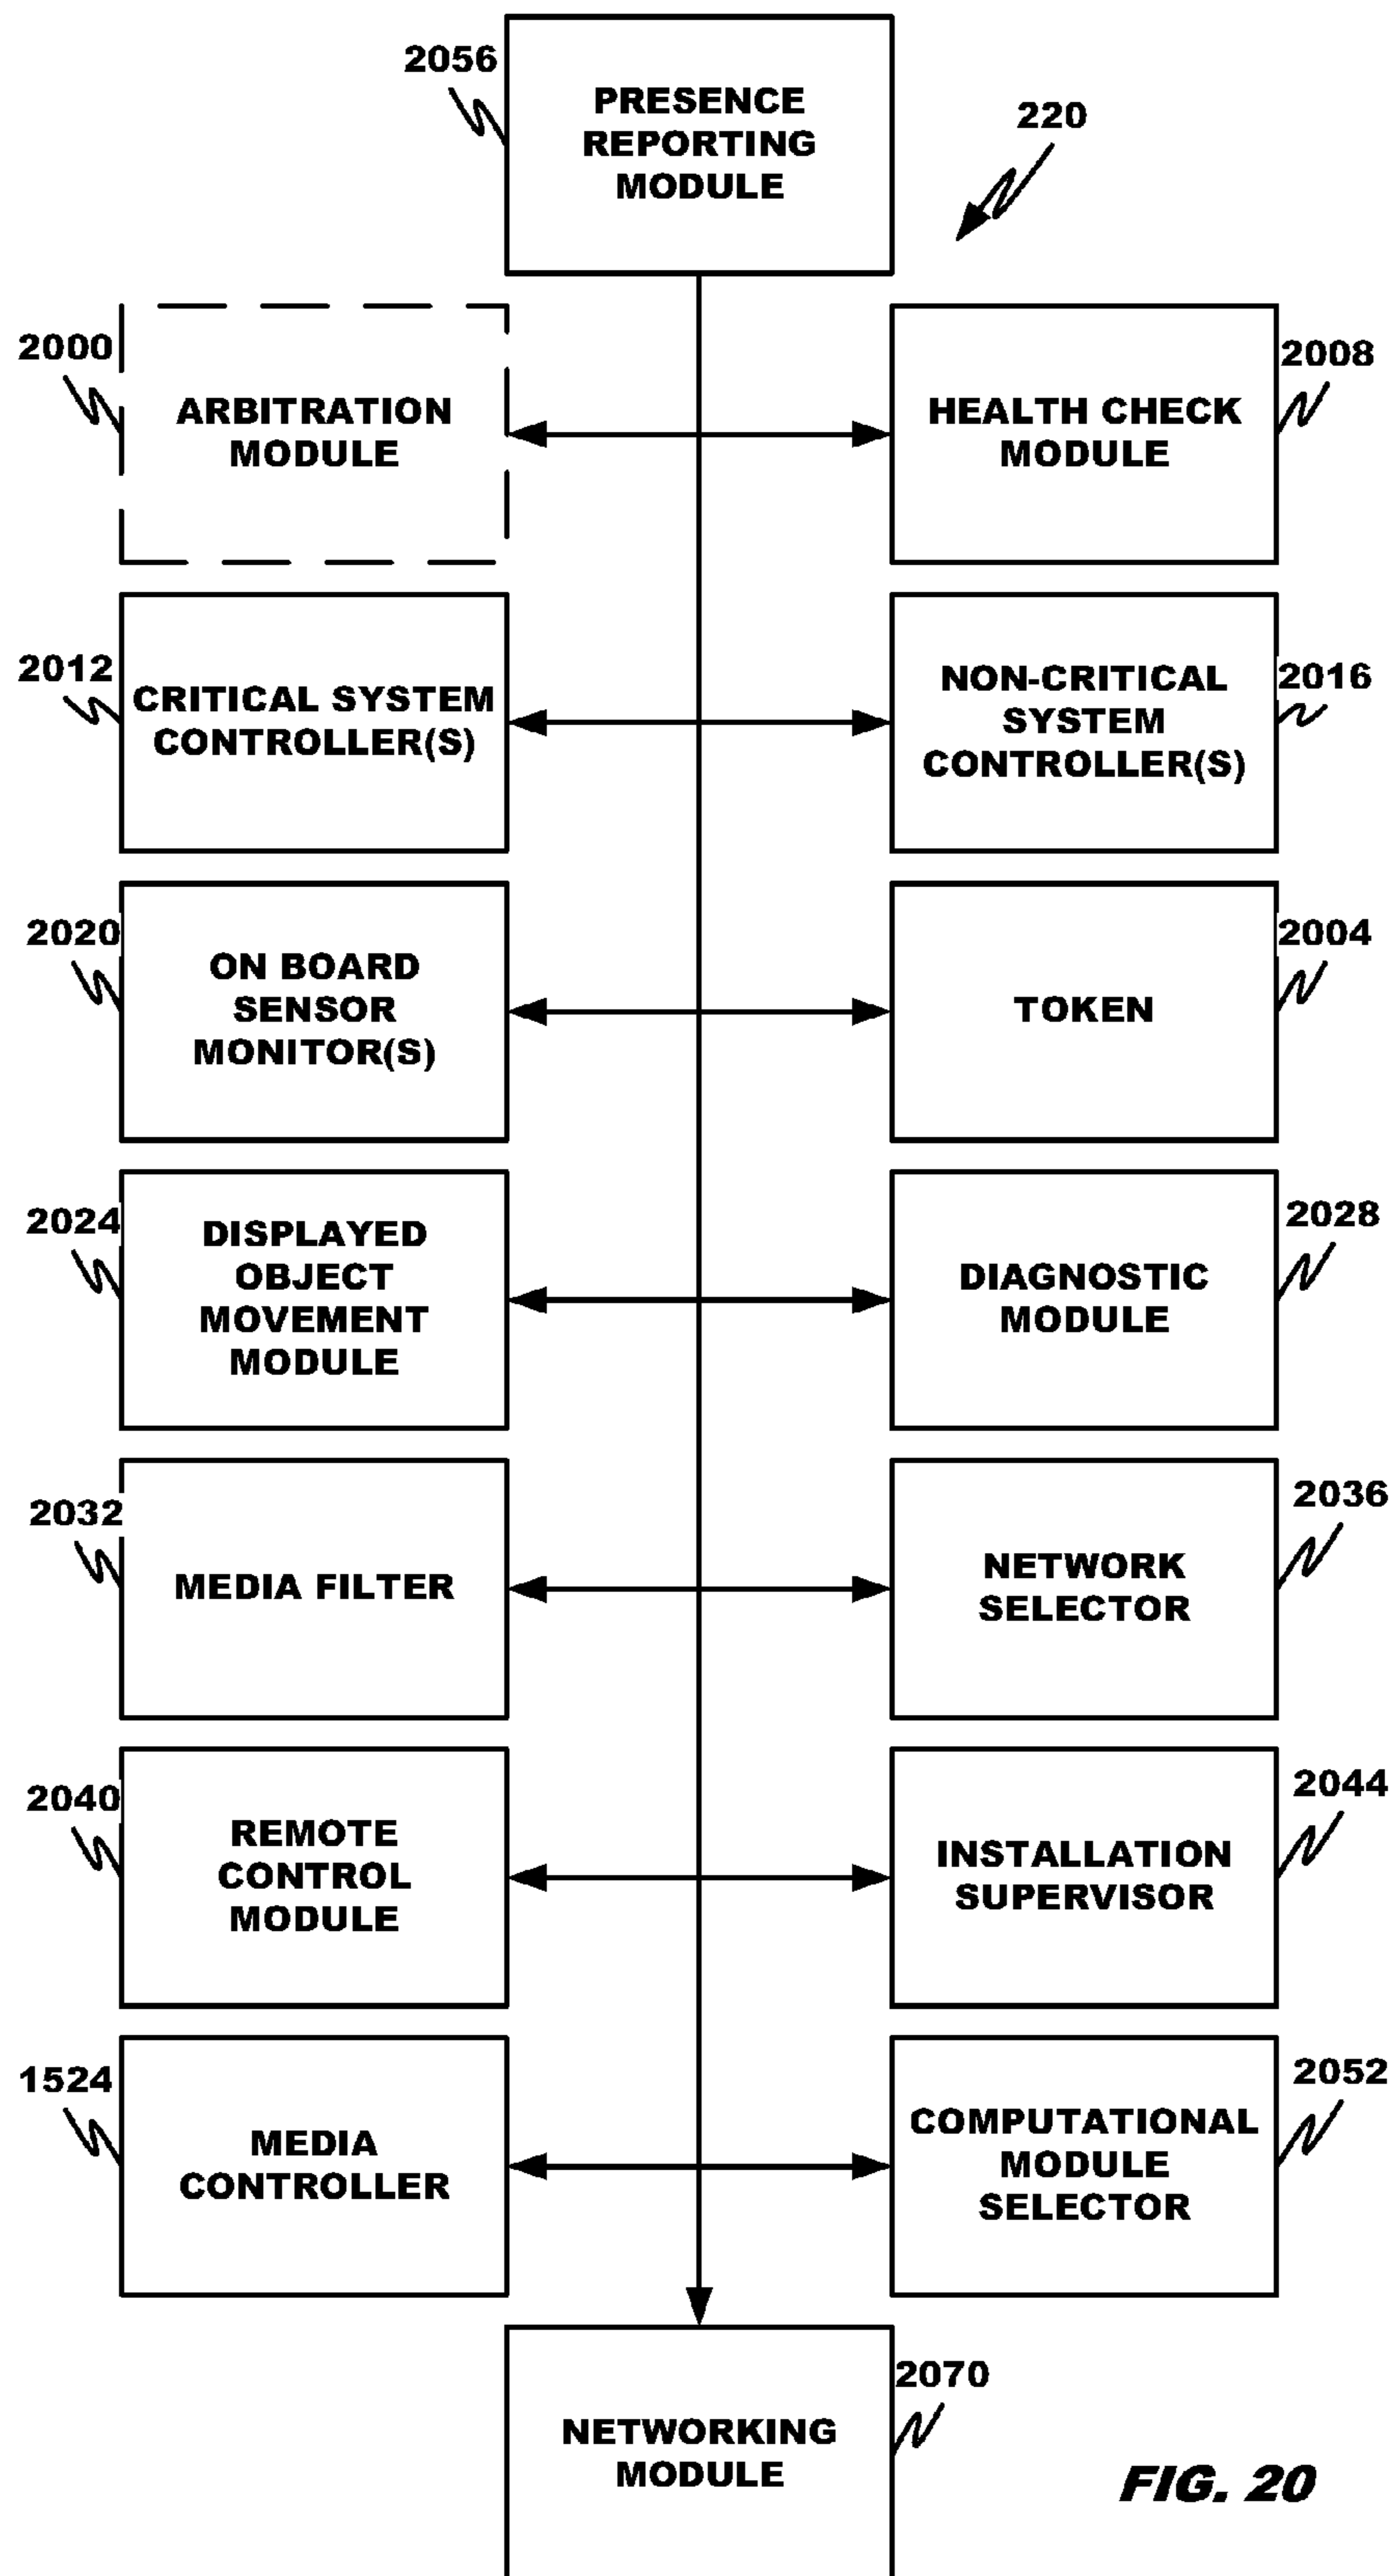 2056
PRESENCE
REPORTING
MODULE
220
2000
ARBITRATION
MODULE
HEALTH CHECK
MODULE
2008
2012
CRITICAL SYSTEM
CONTROLLER(S)
NON-CRITICAL
SYSTEM
CONTROLLER(S)
2016
2020
ON BOARD
SENSOR
MONITOR(S)
TOKEN
2004
2024
DISPLAYED
OBJECT
MOVEMENT
MODULE
DIAGNOSTIC
MODULE
2028
2032
MEDIA FILTER
NETWORK
SELECTOR
2036
2040
REMOTE
CONTROL
MODULE
INSTALLATION
SUPERVISOR
2044
1524
MEDIA
CONTROLLER
COMPUTATIONAL
MODULE
SELECTOR
2052
NETWORKING
MODULE
2070
FIG. 20